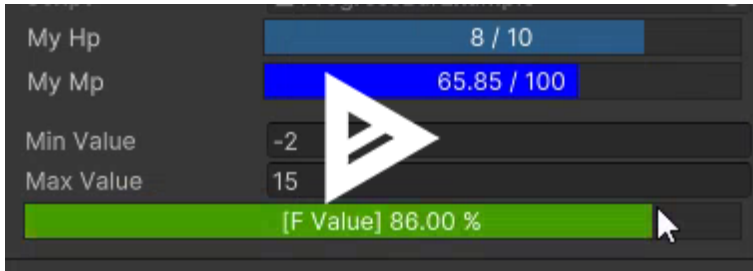 My Hp 8 / 10
My Mp 65.85 / 100
Min Value -2
Max Value 15
[F Value] 86.00 %